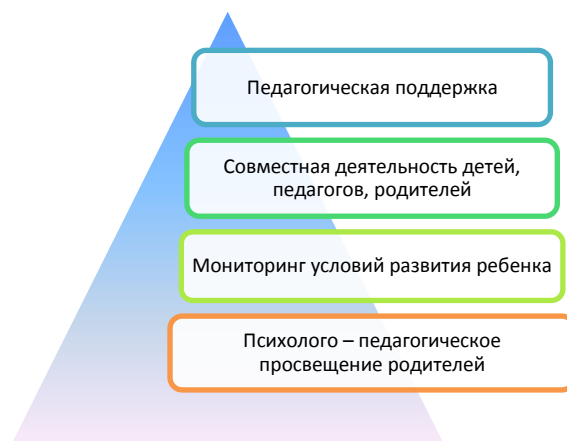 Педагогическая поддержка
Совместная деятельность детей,
педагогов, родителей
Мониторинг условий развития ребенка
Психолого – педагогическое
просвещение родителей